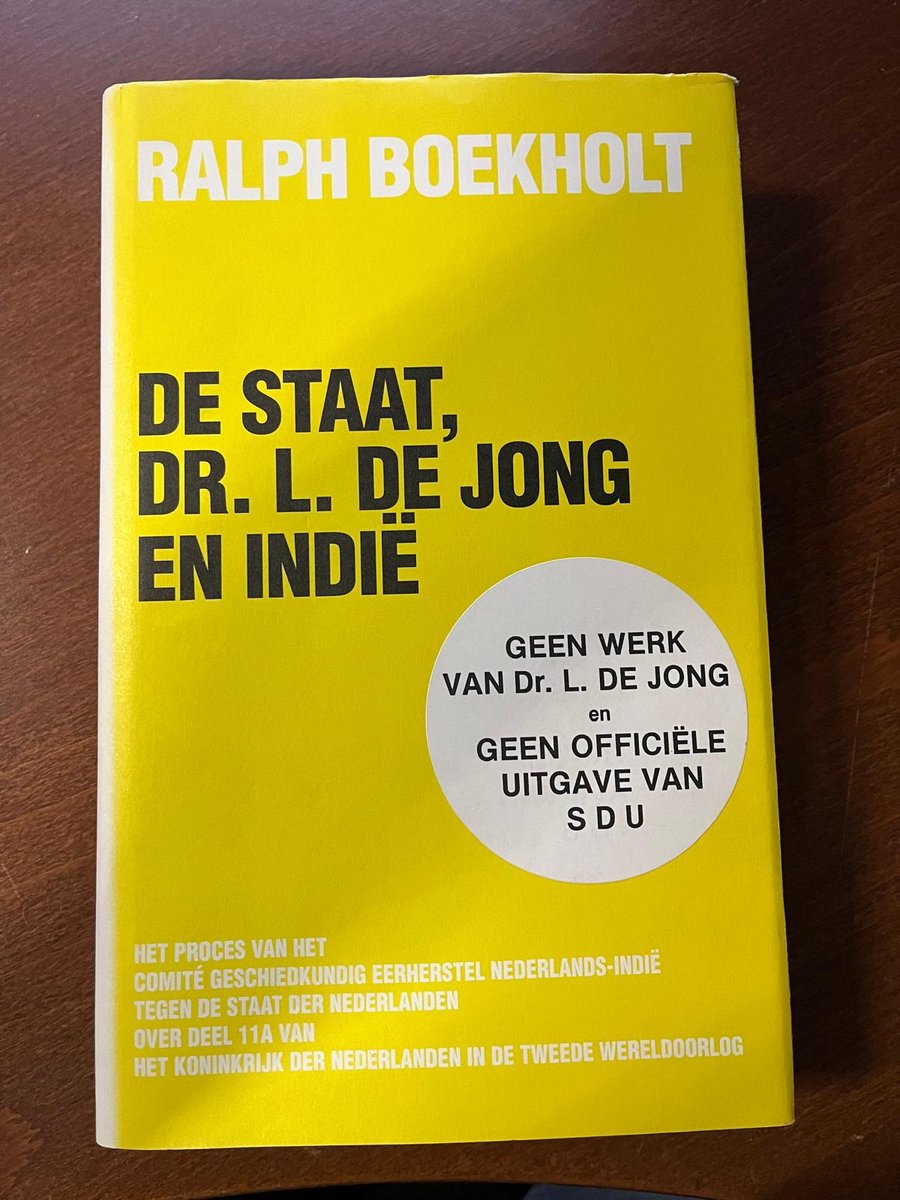 RALPH BOEKHOLT
DE STAAT,
DR. L. DE JONG
EN INDIË
GEEN WERK
VAN Dr. L. DE JONG
en
GEEN OFFICIËLE
UITGAVE VAN
S D U
HET PROCES VAN HET
COMITÉ GESCHIEDKUNDIG EERHERSTEL NEDERLANDS-INDIË
TEGEN DE STAAT DER NEDERLANDEN
OVER DEEL 11A VAN
HET KONINKRIJK DER NEDERLANDEN IN DE TWEEDE WERELDOORLOG